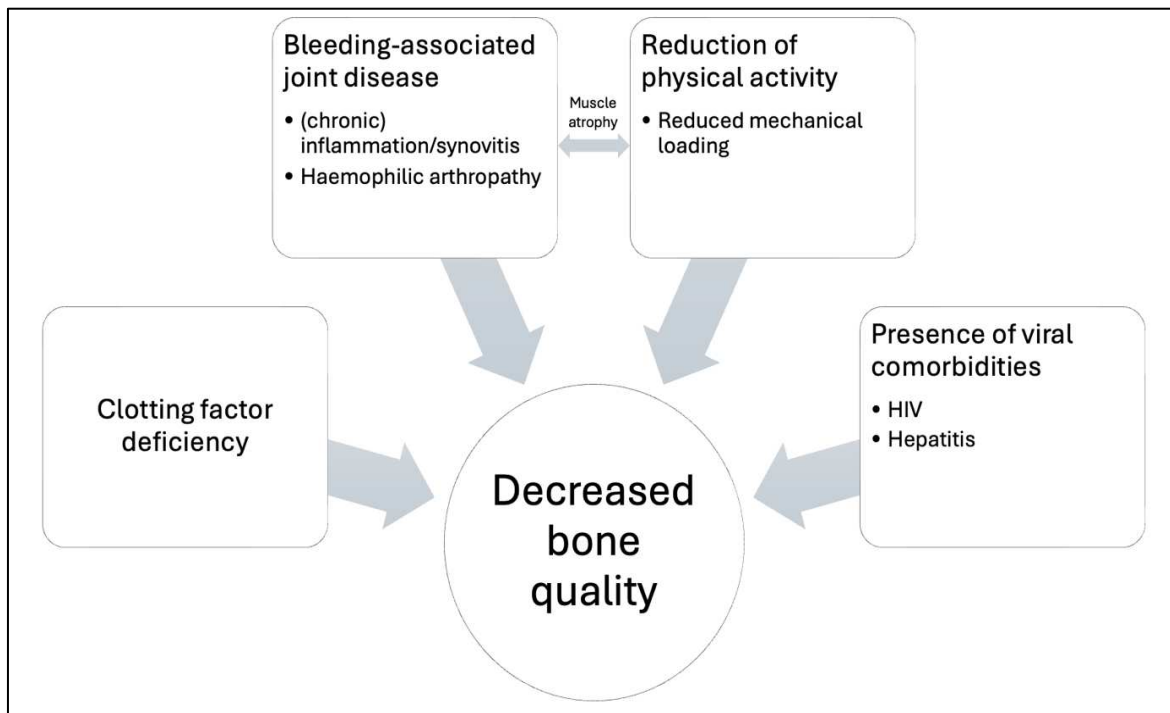 Bleeding-associated
joint disease
• (chronic)
inflammation/synovitis
• Haemophilic arthropathy
Muscle
atrophy
Reduction of
physical activity
• Reduced mechanical
loading
Clotting factor
deficiency
Presence of viral
comorbidities
• HIV
• Hepatitis
Decreased
bone
quality